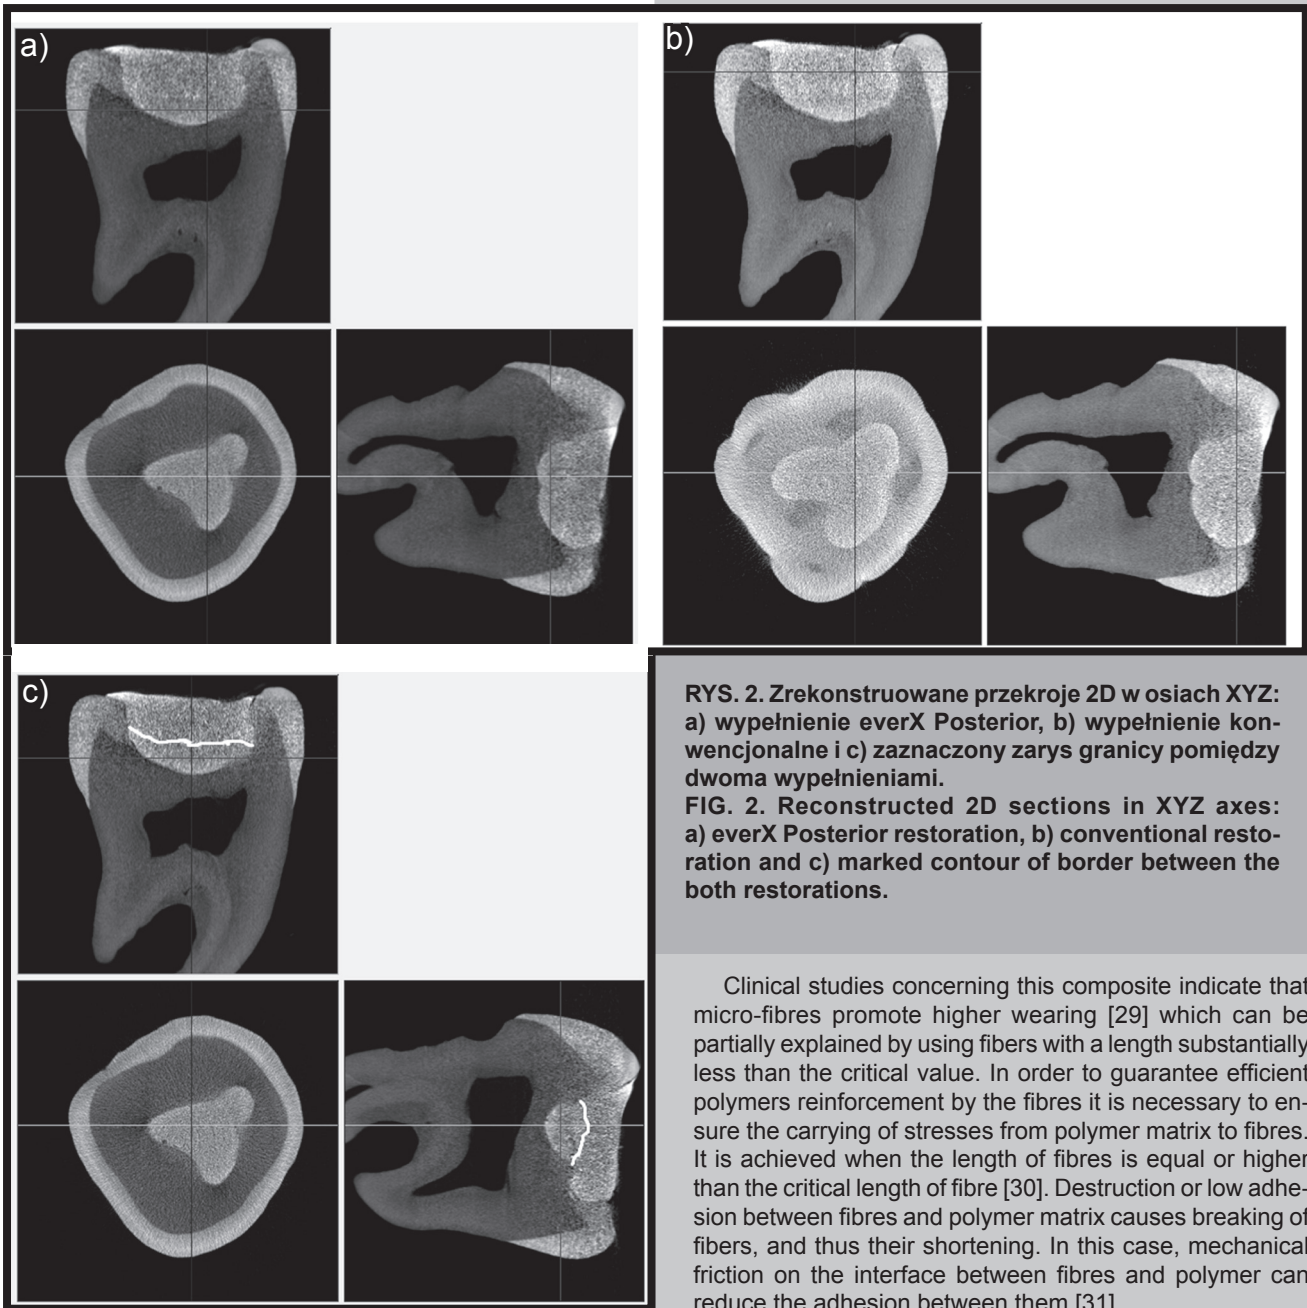 a)
b)
c)
RYS. 2. Zrekonstruowane przekroje 2D w osiach XYZ:
a) wypełnienie everX Posterior, b) wypełnienie kon-
wencjonalne i c) zaznaczony zarys granicy pomiędzy
dwoma wypełnieniami.
FIG. 2. Reconstructed 2D sections in XYZ axes:
a) everX Posterior restoration, b) conventional resto-
ration and c) marked contour of border between the
both restorations.
Clinical studies concerning this composite indicate that
micro-fibres promote higher wearing [29] which can be
partially explained by using fibers with a length substantially
less than the critical value. In order to guarantee efficient
polymers reinforcement by the fibres it is necessary to en-
sure the carrying of stresses from polymer matrix to fibres.
It is achieved when the length of fibres is equal or higher
than the critical length of fibre [30]. Destruction or low adhe-
sion between fibres and polymer matrix causes breaking of
fibers, and thus their shortening. In this case, mechanical
friction on the interface between fibres and polymer can
reduce the adhesion between them [31].